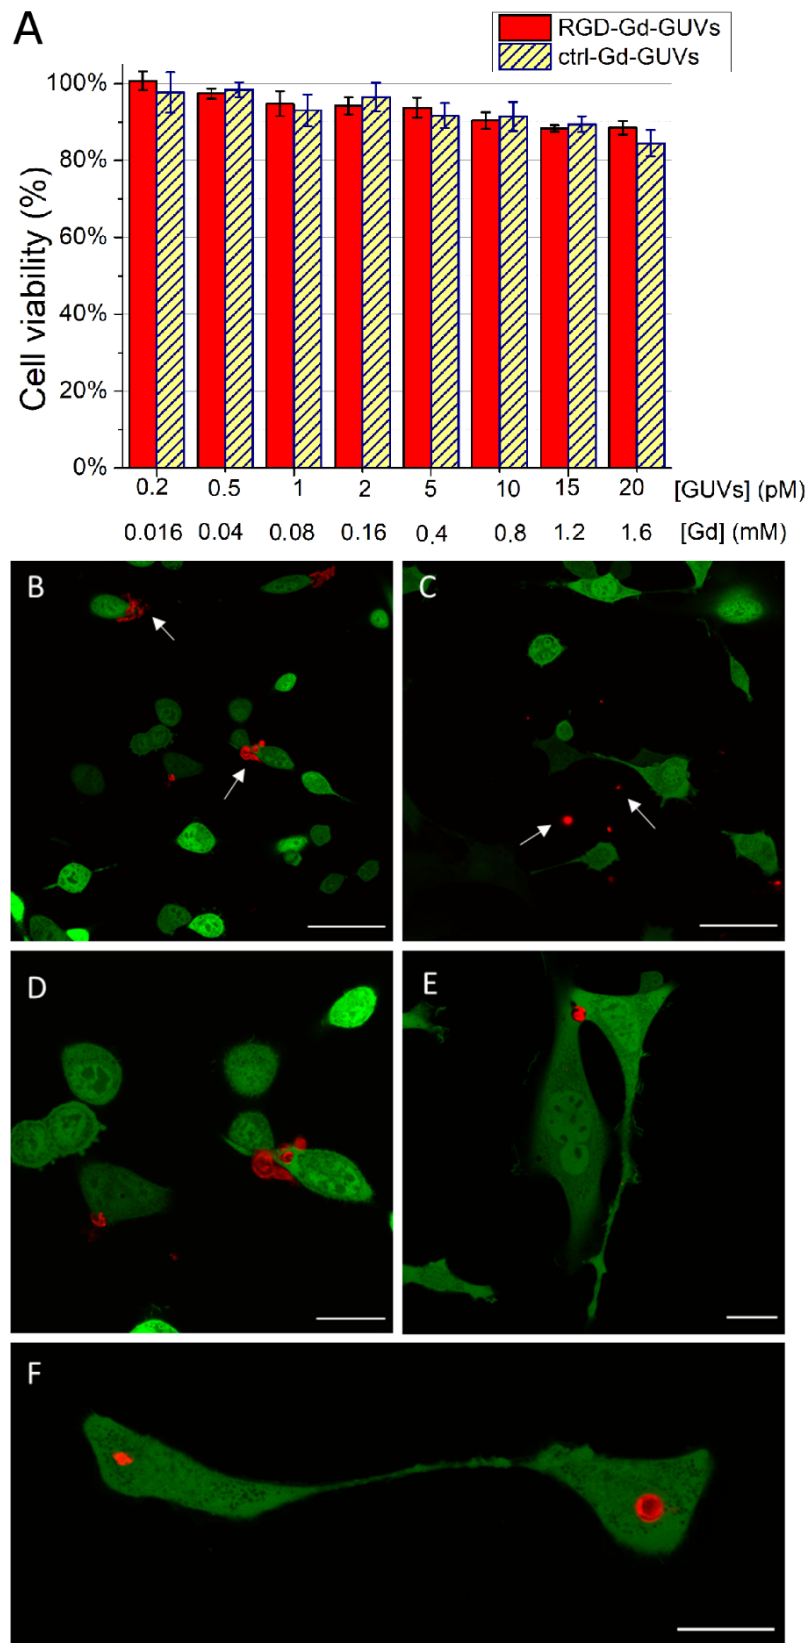 A
RGD-Gd-GUVs
ctrl-Gd-GUVs
Cell viability (%)
100%
80%
60%
40%
20%
0%
0.2 0.5 1 2 5 10 15 20 [GUVs] (pM)
0.016 0.04 0.08 0.16 0.4 0.8 1.2 1.6 [Gd] (mM)
B
C
D
E
F